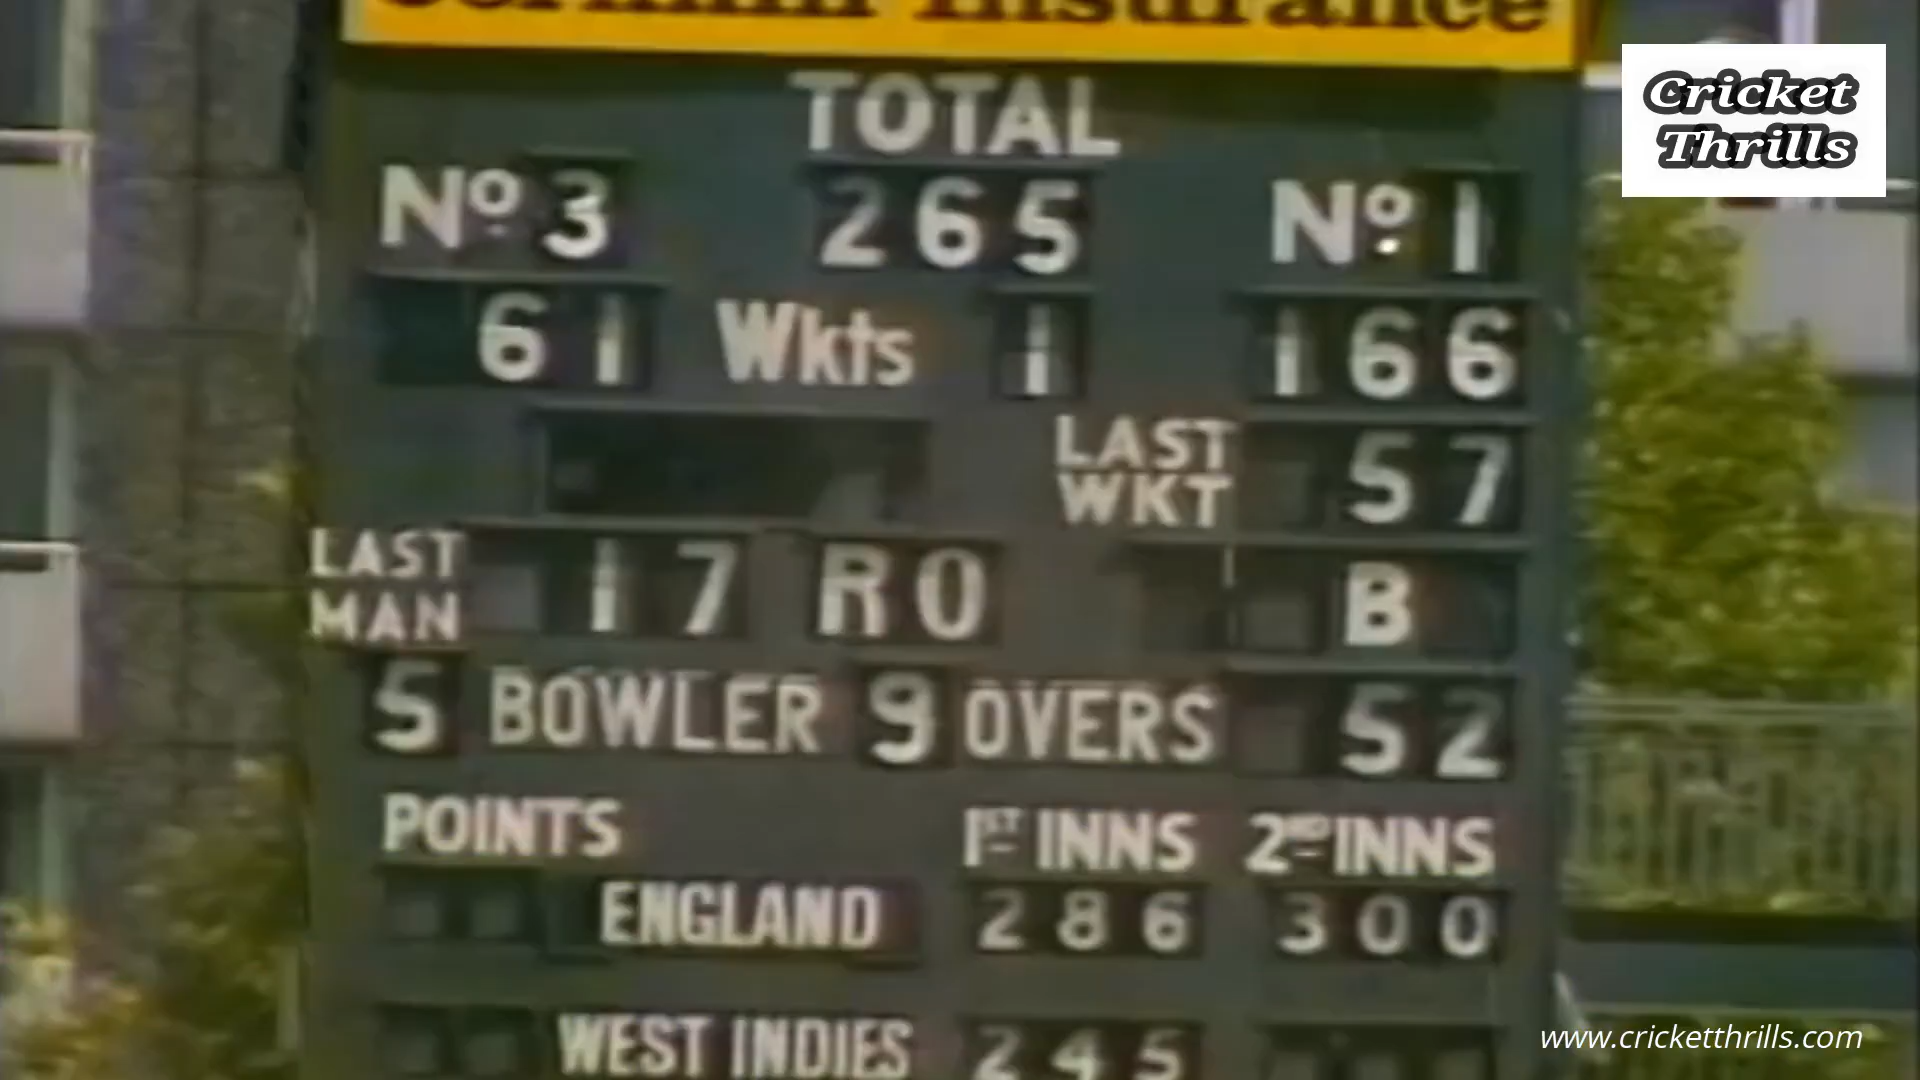 Cornhill Insurance
Cricket
Thrills
TOTAL
Nº 3 265 Nº 1
61 Wkts 1 166
LAST WKT 57
LAST MAN 17 RO B
5 BOWLER 9 OVERS 52
POINTS 1ST INNS 2ND INNS
ENGLAND 286 300
WEST INDIES 245
www.cricketthrills.com